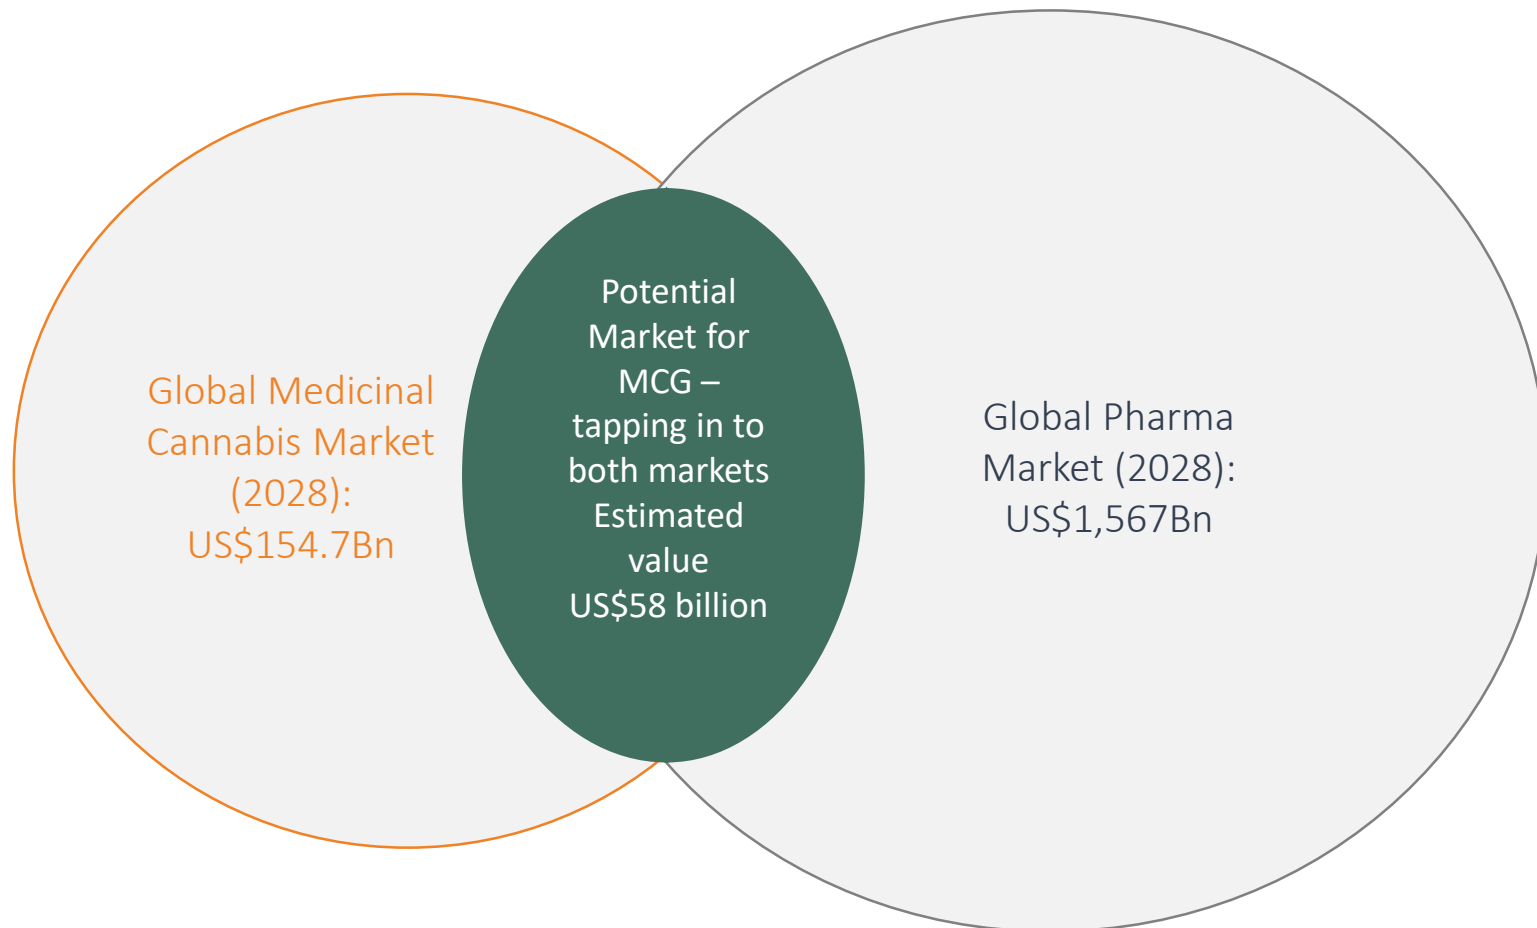 Global Medicinal
Cannabis Market
(2028):
US$154.7Bn
Potential
Market for
MCG –
tapping in to
both markets
Estimated
value
US$58 billion
Global Pharma
Market (2028):
US$1,567Bn